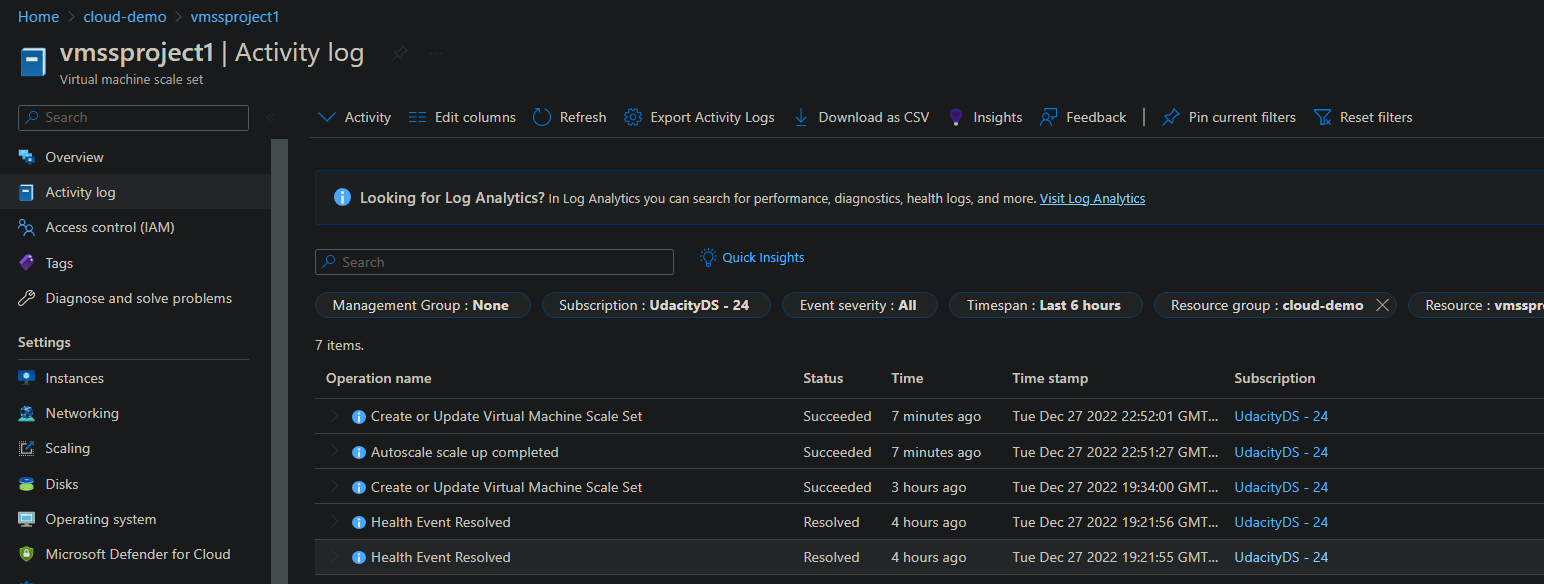 Home > cloud-demo > vmssproject1
vmssproject1 | Activity log
...
Virtual machine scale set
Search
«
Overview
Activity log
Access control (IAM)
Tags
Diagnose and solve problems
Settings
Instances
Networking
Scaling
Disks
Operating system
Microsoft Defender for Cloud
Activity Edit columns Refresh Export Activity Logs Download as CSV Insights Feedback | Pin current filters Reset filters
Looking for Log Analytics? In Log Analytics you can search for performance, diagnostics, health logs, and more. Visit Log Analytics
Search Quick Insights
Management Group : None Subscription : UdacityDS - 24 Event severity : All Timespan : Last 6 hours Resource group : cloud-demo Resource : vmsspr
7 items.
Operation name Status Time Time stamp Subscription
Create or Update Virtual Machine Scale Set Succeeded 7 minutes ago Tue Dec 27 2022 22:52:01 GMT... UdacityDS - 24
Autoscale scale up completed Succeeded 7 minutes ago Tue Dec 27 2022 22:51:27 GMT... UdacityDS - 24
Create or Update Virtual Machine Scale Set Succeeded 3 hours ago Tue Dec 27 2022 19:34:00 GMT... UdacityDS - 24
Health Event Resolved Resolved 4 hours ago Tue Dec 27 2022 19:21:56 GMT... UdacityDS - 24
Health Event Resolved Resolved 4 hours ago Tue Dec 27 2022 19:21:55 GMT... UdacityDS - 24